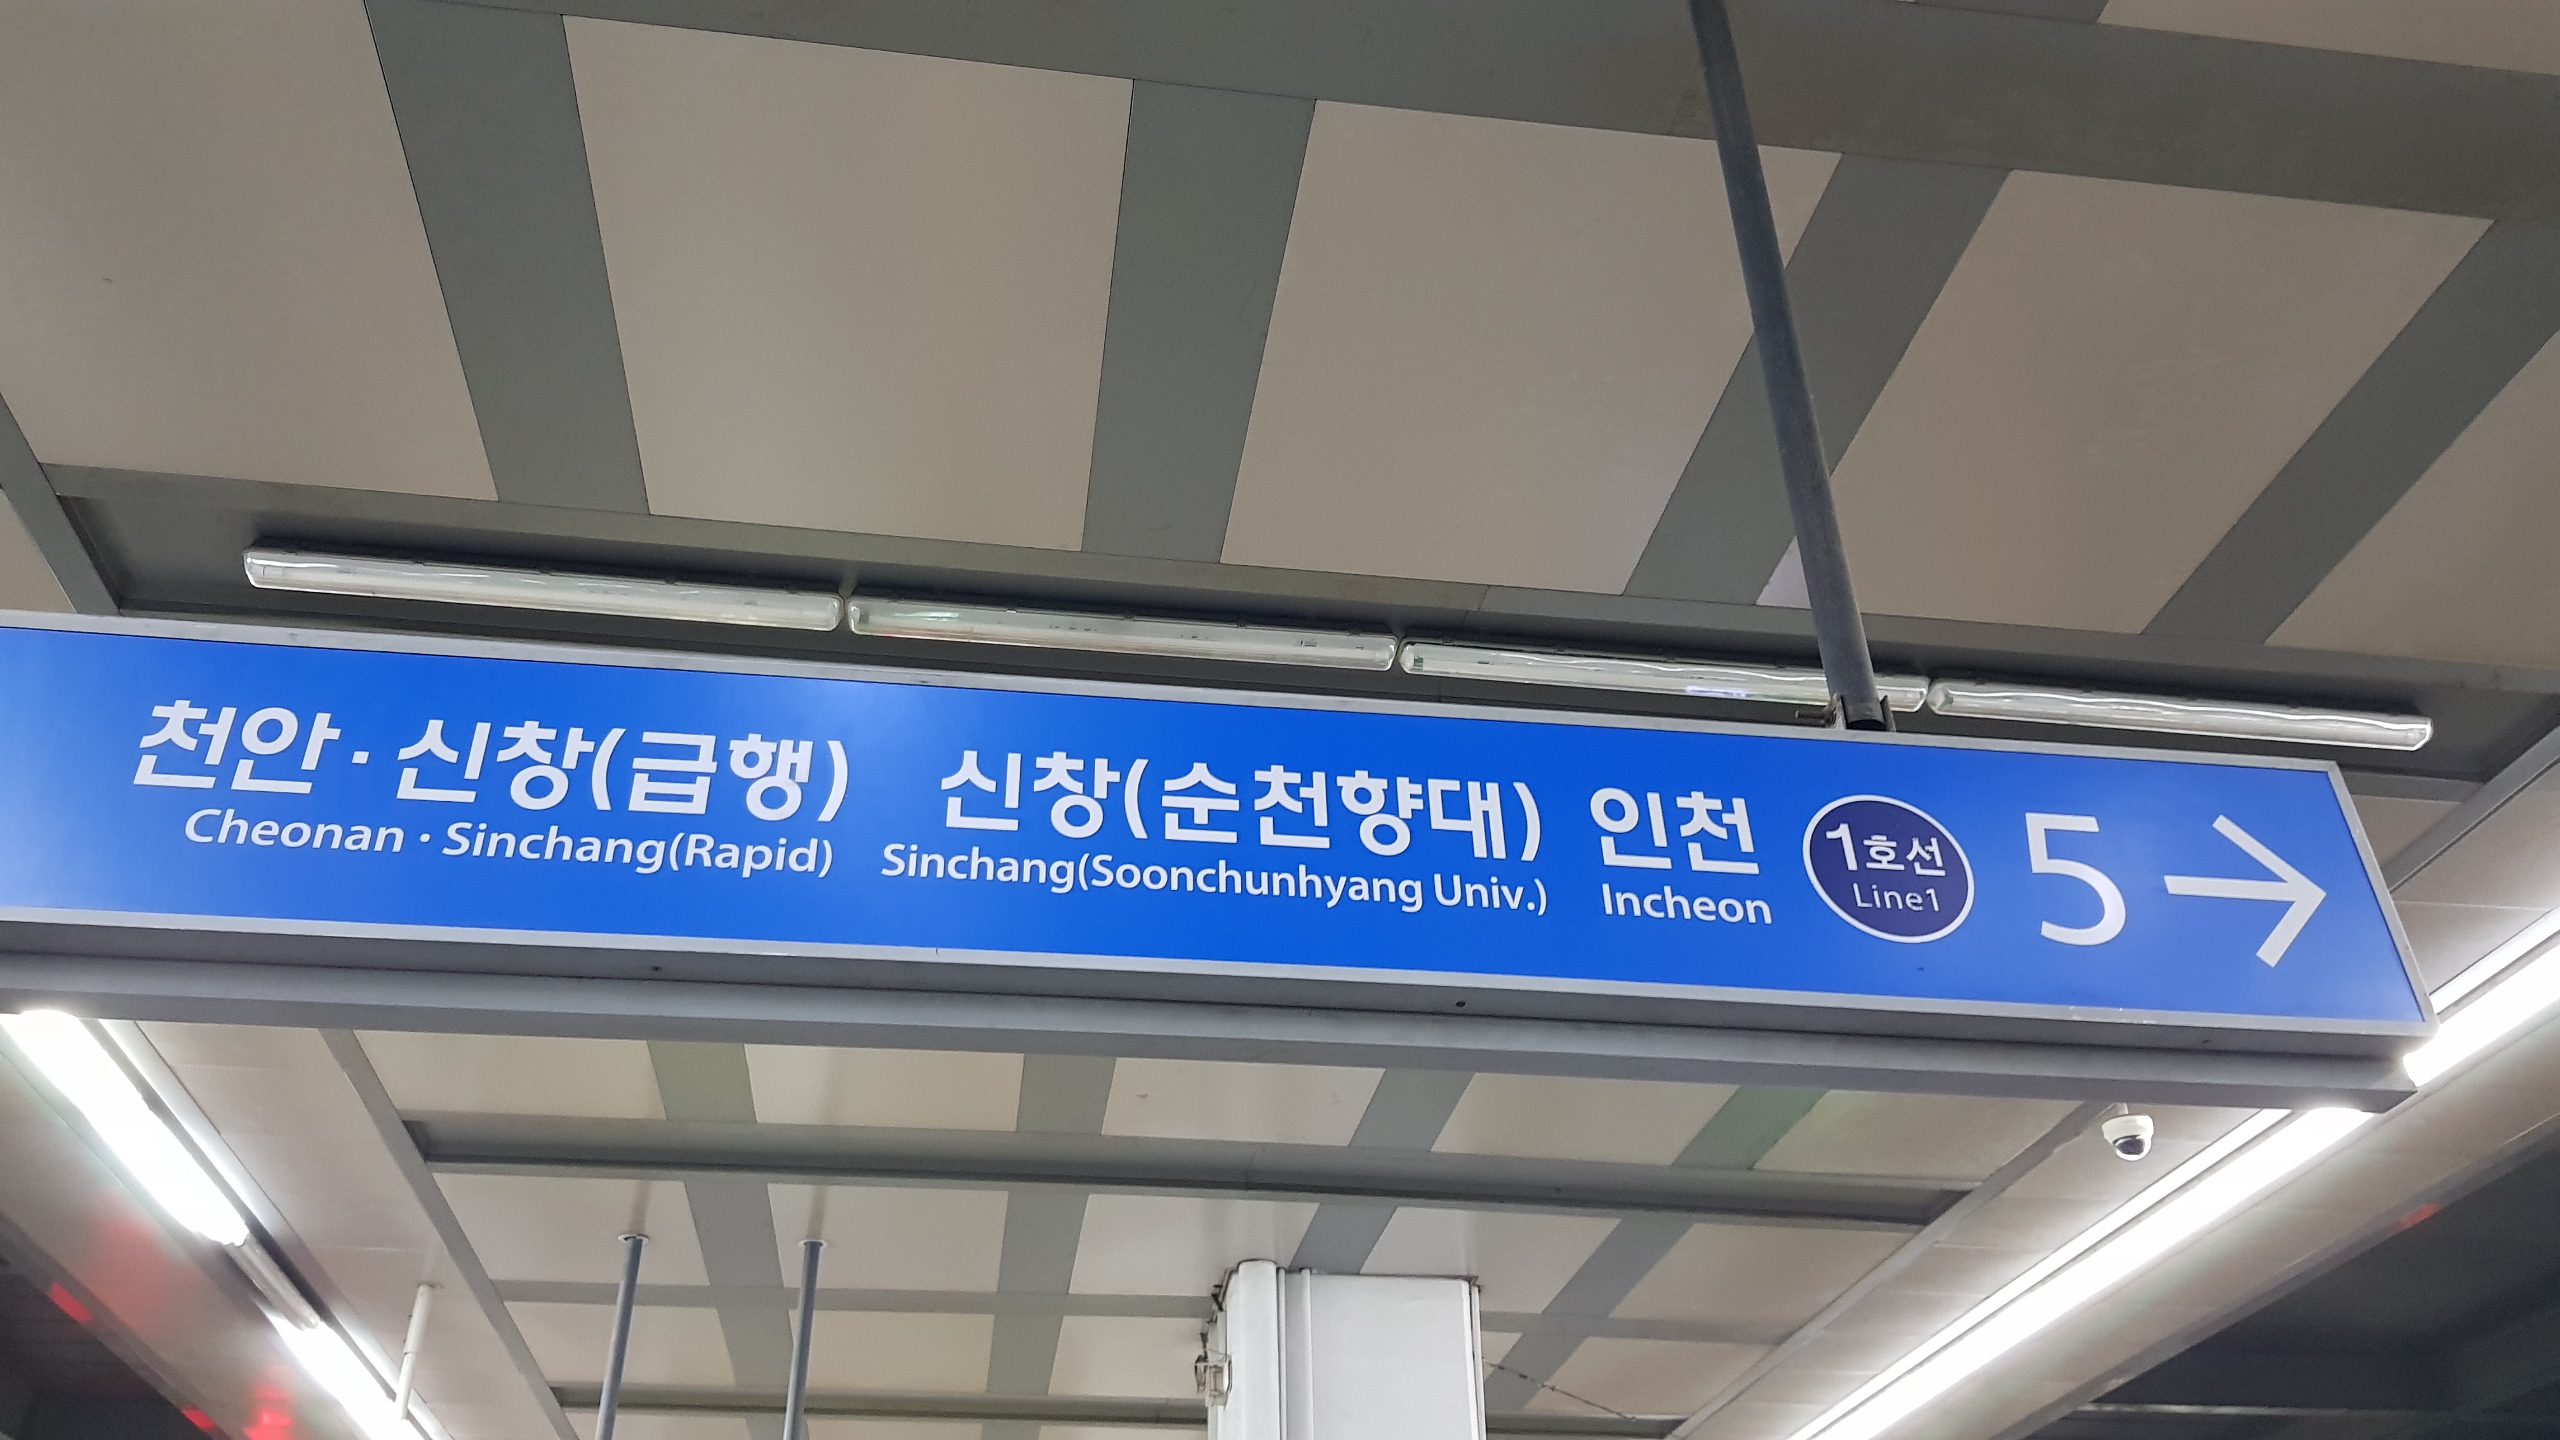 천안·신창(급행) 신창(순천향대) 인천 1호선 5 →
Cheonan · Sinchang(Rapid) Sinchang(Soonchunhyang Univ.) Incheon Line1